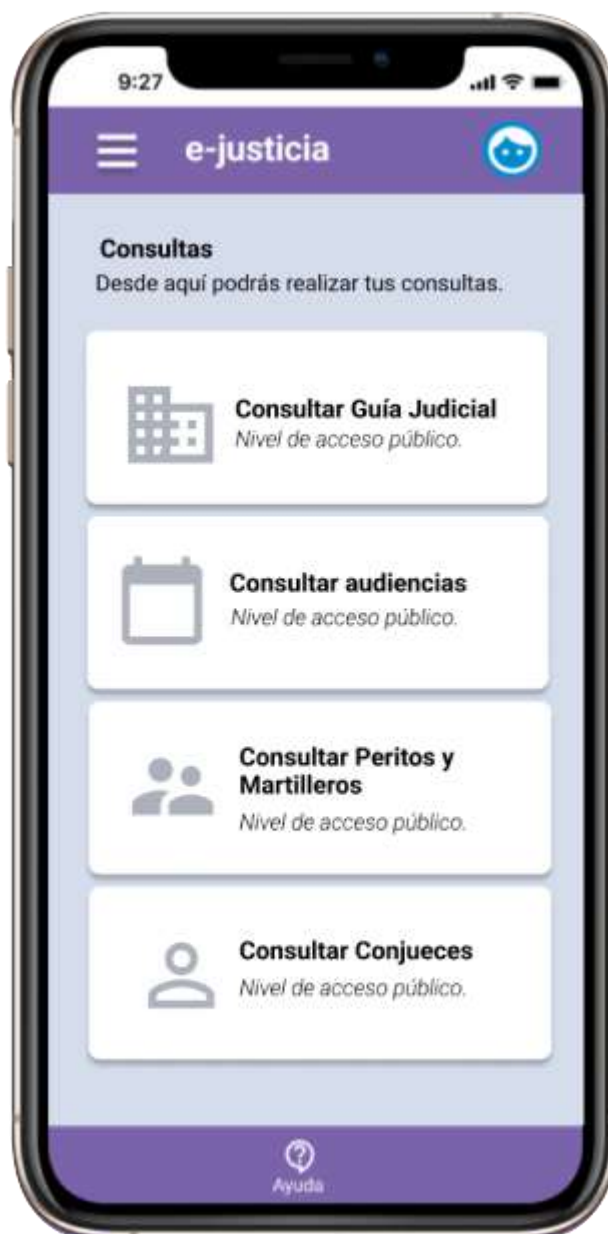 9:27
e-justicia
Consultas
Desde aquí podrás realizar tus consultas.
Consultar Guía Judicial
Nivel de acceso público.
Consultar audiencias
Nivel de acceso público.
Consultar Peritos y
Martilleros
Nivel de acceso público.
Consultar Conjueces
Nivel de acceso público.
Ayuda